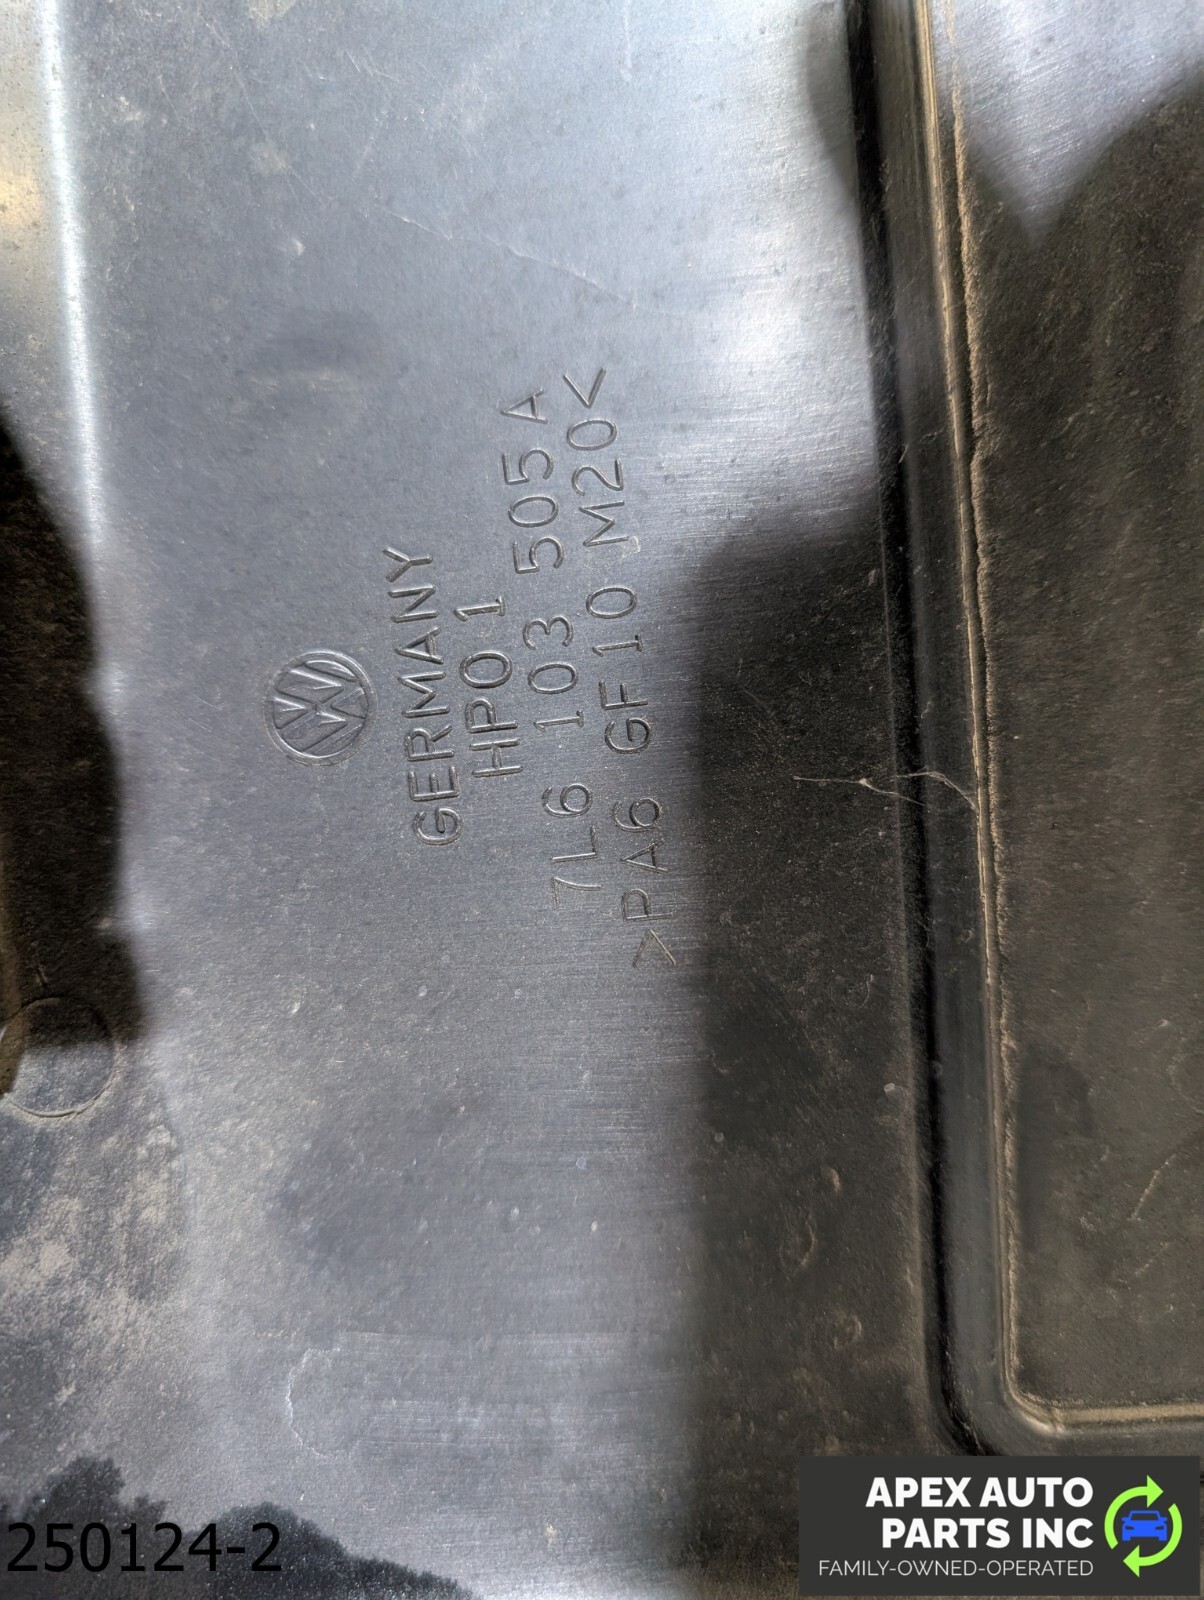 GERMANY
HP01
7L6 103 505 A
>PA6 GF10 M20<
250124-2
APEX AUTO
PARTS INC
FAMILY-OWNED-OPERATED